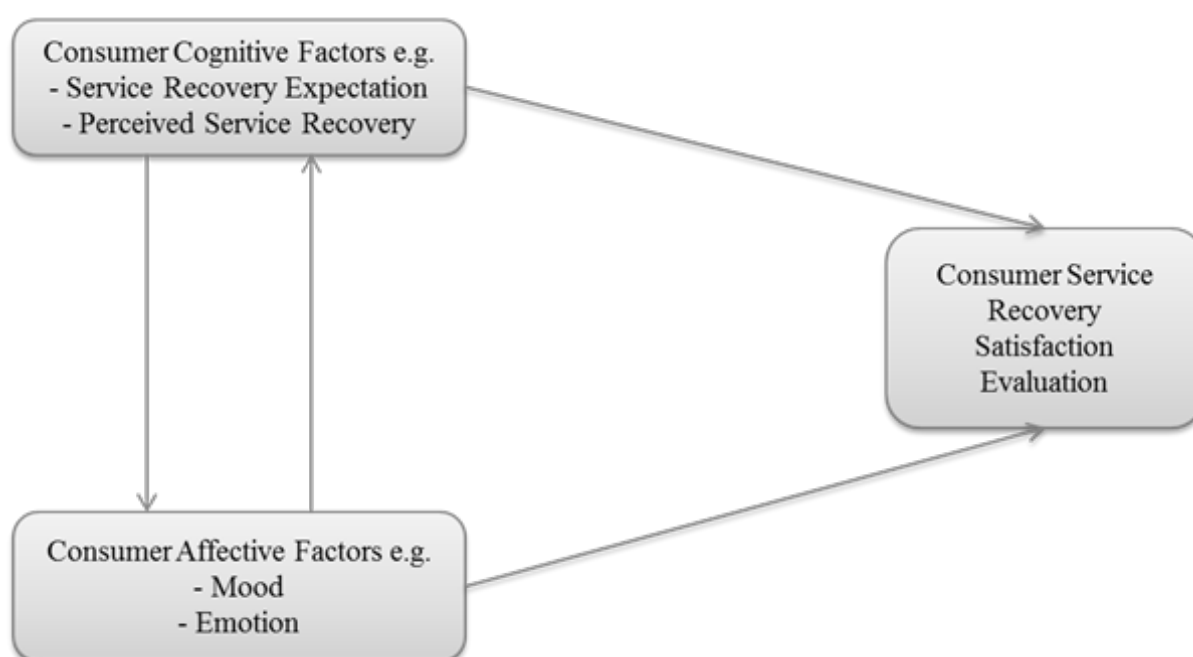 Consumer Cognitive Factors e.g.
- Service Recovery Expectation
- Perceived Service Recovery
Consumer Service
Recovery
Satisfaction
Evaluation
Consumer Affective Factors e.g.
- Mood
- Emotion